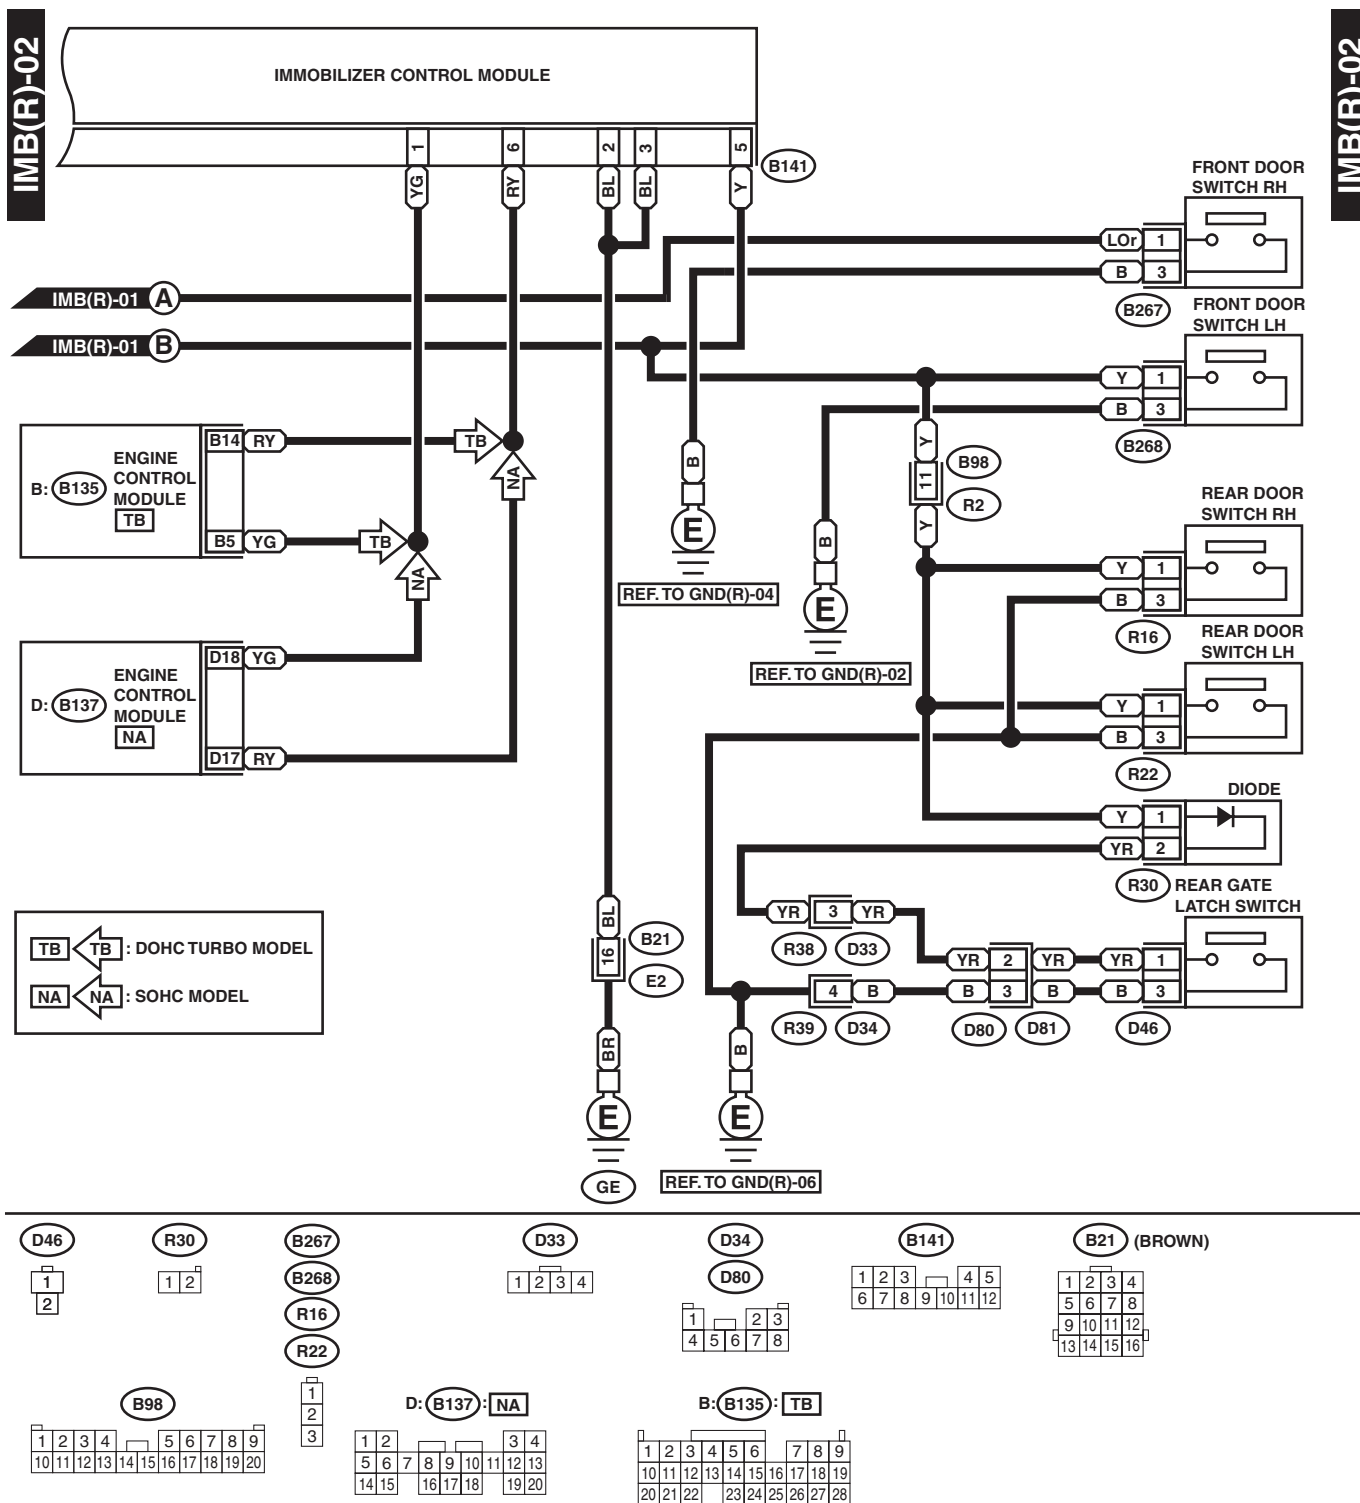 IMB(R)-02
IMB(R)-02
IMMOBILIZER CONTROL MODULE
1 6 2 3 5
B141
YG RY BL BL Y
FRONT DOOR
SWITCH RH
LOr 1
B 3
B267
IMB(R)-01 A
IMB(R)-01 B
FRONT DOOR
SWITCH LH
Y 1
B 3
B268
B14 RY TB
NA
ENGINE
CONTROL
MODULE
B: B135
TB
B5 YG TB
NA
B
E
REF. TO GND(R)-04
Y
11
B98
R2
Y
B
E
REF. TO GND(R)-02
REAR DOOR
SWITCH RH
Y 1
B 3
R16
REAR DOOR
SWITCH LH
Y 1
B 3
R22
D18 YG
ENGINE
CONTROL
MODULE
D: B137
NA
D17 RY
DIODE
Y 1
YR 2
R30
REAR GATE
LATCH SWITCH
YR 3 YR
R38 D33
YR 2 YR YR 1
4 B B 3 B B 3
R39 D34 D80 D81 D46
TB TB : DOHC TURBO MODEL
NA NA : SOHC MODEL
BL
16
B21
E2
BR
E
GE
B
E
REF. TO GND(R)-06
D46
1
2
R30
1 2
B267
B268
R16
R22
1
2
3
D33
1 2 3 4
D34
D80
1 2 3
4 5 6 7 8
B141
1 2 3 4 5
6 7 8 9 10 11 12
B21 (BROWN)
1 2 3 4
5 6 7 8
9 10 11 12
13 14 15 16
B98
1 2 3 4 5 6 7 8 9
10 11 12 13 14 15 16 17 18 19 20
D: B137 : NA
1 2 3 4
5 6 7 8 9 10 11 12 13
14 15 16 17 18 19 20
B: B135 : TB
1 2 3 4 5 6 7 8 9
10 11 12 13 14 15 16 17 18 19
20 21 22 23 24 25 26 27 28